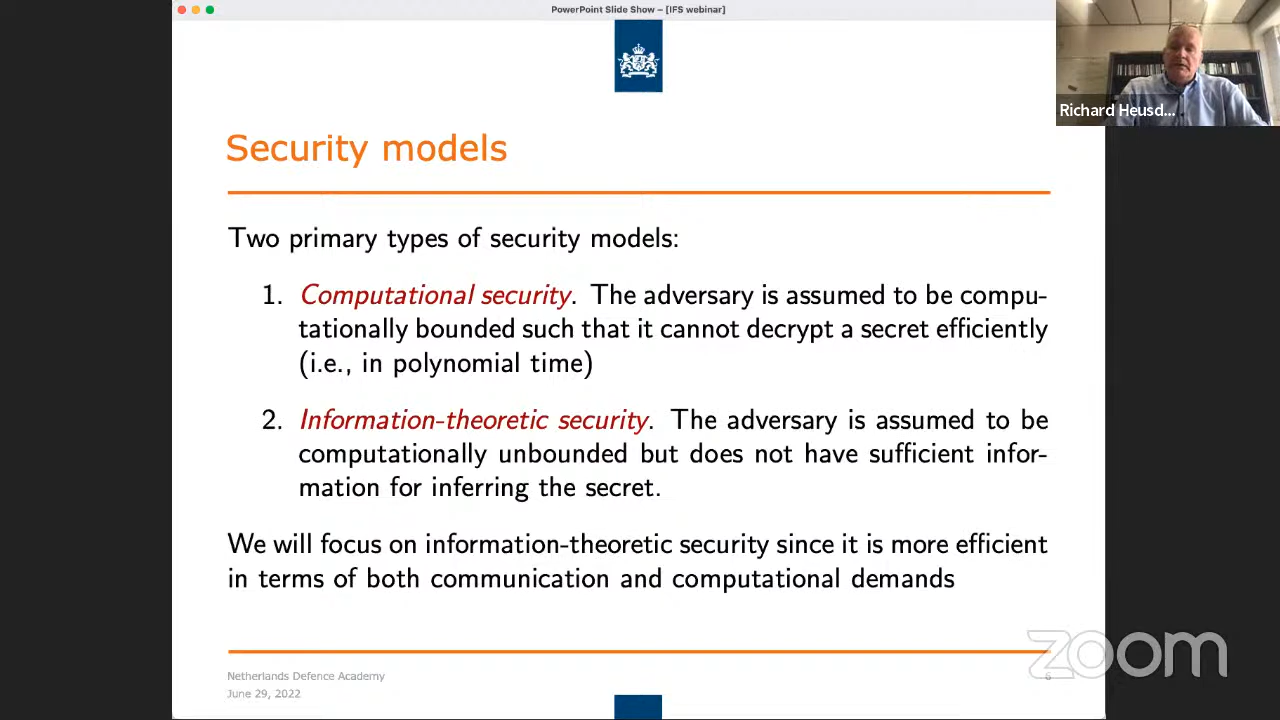 PowerPoint Slide Show – [IFS webinar]
Richard Heusd...
Security models
Two primary types of security models:
1. Computational security. The adversary is assumed to be compu-
tationally bounded such that it cannot decrypt a secret efficiently
(i.e., in polynomial time)
2. Information-theoretic security. The adversary is assumed to be
computationally unbounded but does not have sufficient infor-
mation for inferring the secret.
We will focus on information-theoretic security since it is more efficient
in terms of both communication and computational demands
Netherlands Defence Academy
June 29, 2022
6
zoom